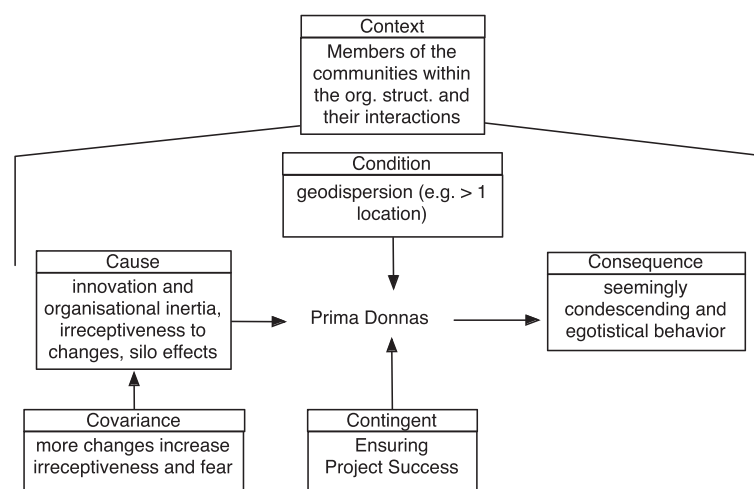 Context
Members of the
communities within
the org. struct. and
their interactions
Condition
geodispersion (e.g. > 1
location)
Cause
innovation and
organisational inertia,
irreceptiveness to
changes, silo effects
Prima Donnas
Consequence
seemingly
condescending and
egotistical behavior
Covariance
more changes increase
irreceptiveness and fear
Contingent
Ensuring
Project Success